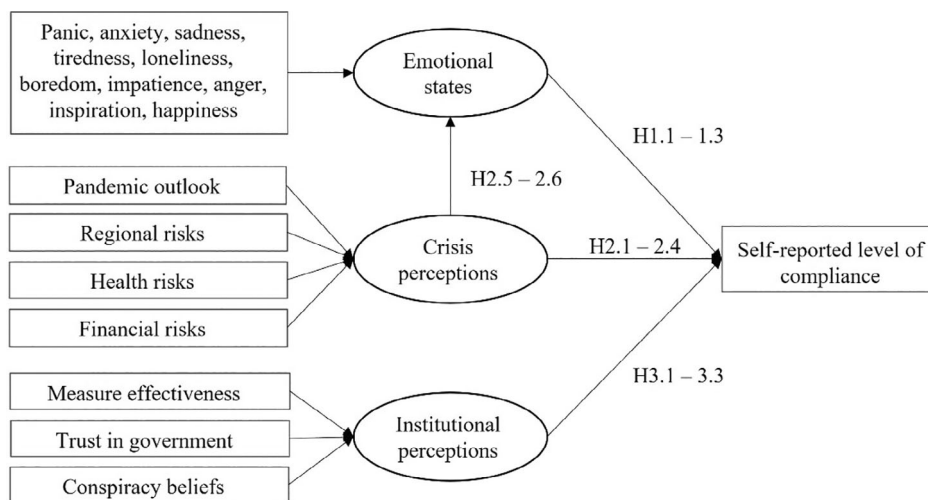 Panic, anxiety, sadness,
tiredness, loneliness,
boredom, impatience, anger,
inspiration, happiness
Emotional
states
H1.1 – 1.3
H2.5 – 2.6
Pandemic outlook
Regional risks
Health risks
Financial risks
Crisis
perceptions
H2.1 – 2.4
Self-reported level of
compliance
H3.1 – 3.3
Measure effectiveness
Trust in government
Conspiracy beliefs
Institutional
perceptions